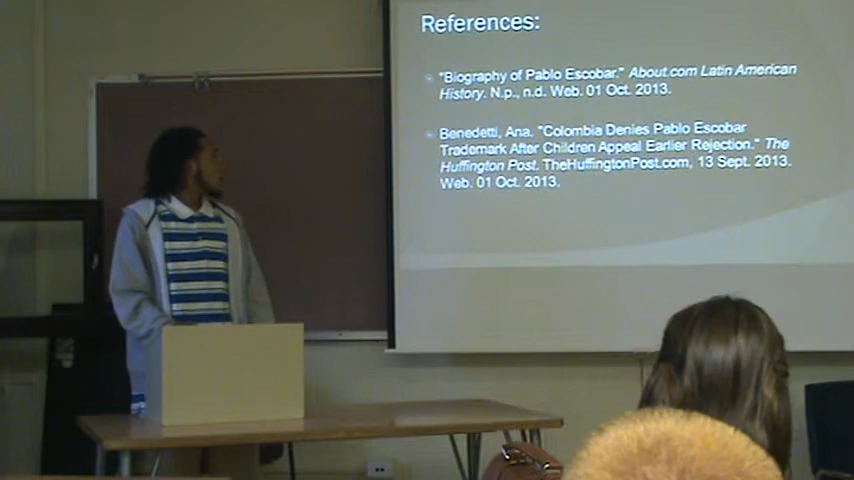 References:
"Biography of Pablo Escobar." About.com Latin American
History. N.p., n.d. Web. 01 Oct. 2013.
Benedetti, Ana. "Colombia Denies Pablo Escobar
Trademark After Children Appeal Earlier Rejection." The
Huffington Post. TheHuffingtonPost.com, 13 Sept. 2013.
Web. 01 Oct. 2013.